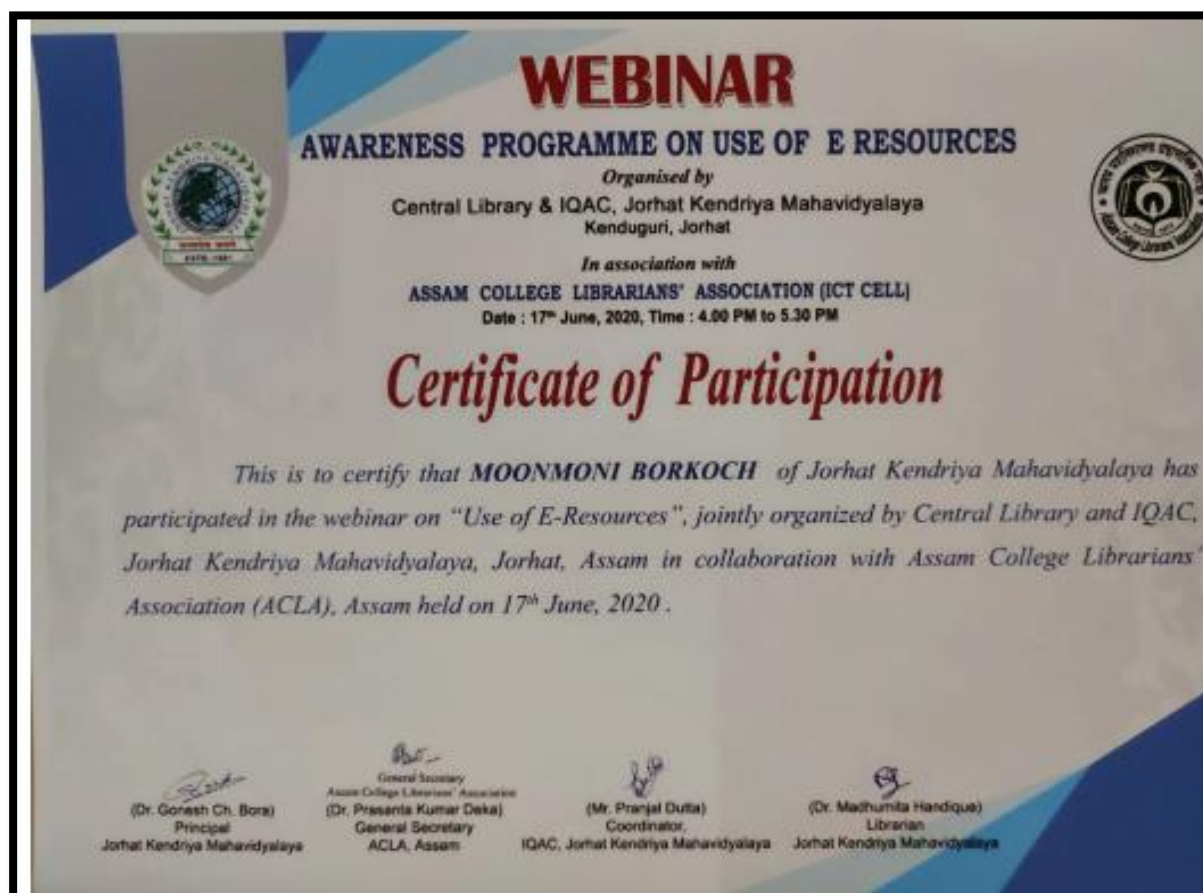 WEBINAR
AWARENESS PROGRAMME ON USE OF E RESOURCES
Organised by
Central Library & IQAC, Jorhat Kendriya Mahavidyalaya
Kenduguri, Jorhat
In association with
ASSAM COLLEGE LIBRARIANS' ASSOCIATION (ICT CELL)
Date : 17th June, 2020, Time : 4.00 PM to 5.30 PM
Certificate of Participation
This is to certify that MOONMONI BORKOCH of Jorhat Kendriya Mahavidyalaya has
participated in the webinar on “Use of E-Resources”, jointly organized by Central Library and IQAC,
Jorhat Kendriya Mahavidyalaya, Jorhat, Assam in collaboration with Assam College Librarians’
Association (ACLA), Assam held on 17th June, 2020 .
General Secretary
Assam College Librarians' Association
(Dr. Gonesh Ch. Bora)
Principal
Jorhat Kendriya Mahavidyalaya
(Dr. Prasanta Kumar Deka)
General Secretary
ACLA, Assam
(Mr. Pranjal Dutta)
Coordinator,
IQAC, Jorhat Kendriya Mahavidyalaya
(Dr. Madhumita Handique)
Librarian
Jorhat Kendriya Mahavidyalaya